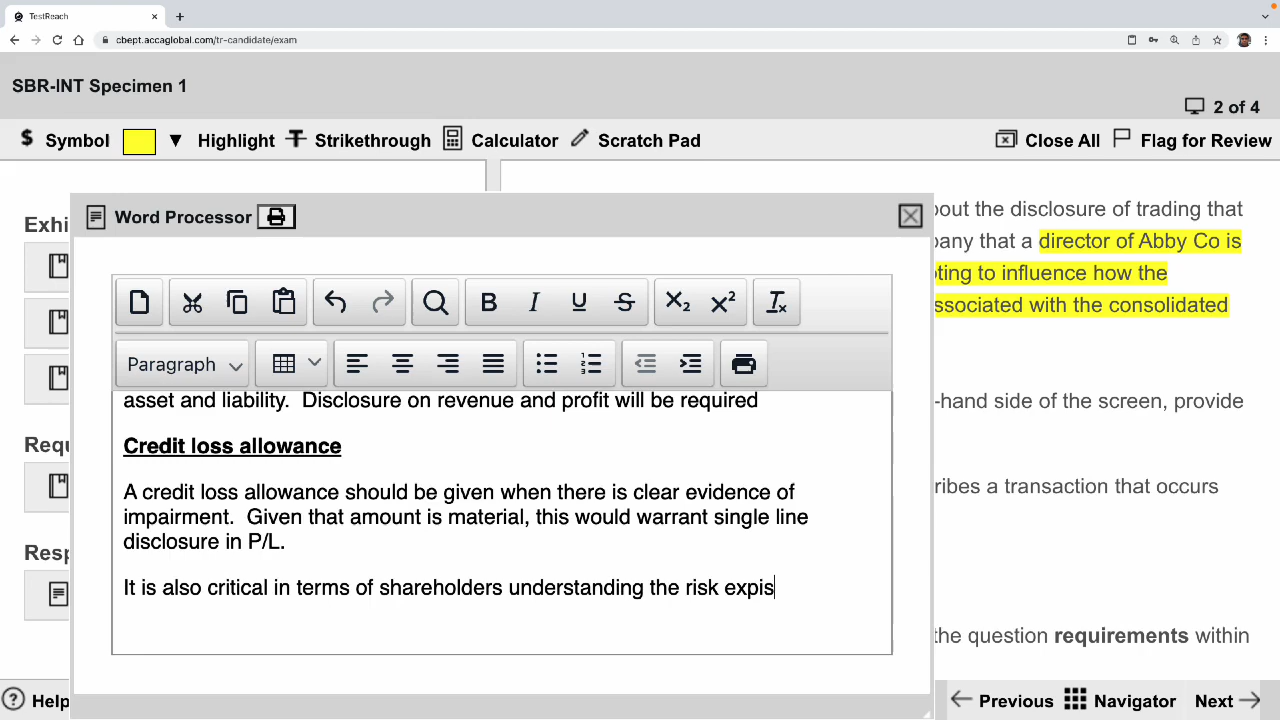 TestReach
cbept.accaglobal.com/tr-candidate/exam
SBR-INT Specimen 1
2 of 4
Symbol Highlight Strikethrough Calculator Scratch Pad Close All Flag for Review
Exhi
Requ
Resp
Word Processor
B I U S X₂ X² Tx
Paragraph
asset and liability. Disclosure on revenue and profit will be required
Credit loss allowance
A credit loss allowance should be given when there is clear evidence of
impairment. Given that amount is material, this would warrant single line
disclosure in P/L.
It is also critical in terms of shareholders understanding the risk expis
bout the disclosure of trading that
pany that a director of Abby Co is
pting to influence how the
ssociated with the consolidated
-hand side of the screen, provide
ribes a transaction that occurs
the question requirements within
Help
Previous Navigator Next